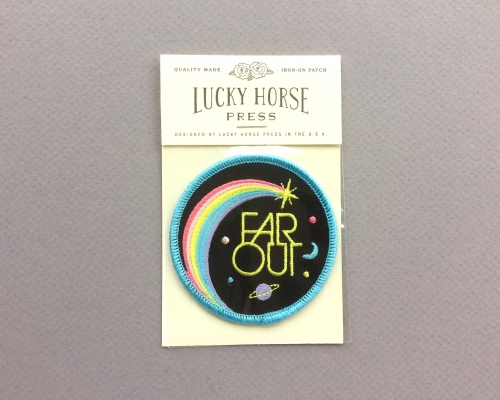 QUALITY MADE IRON-ON PATCH
LUCKY HORSE
PRESS
DESIGNED BY LUCKY HORSE PRESS IN THE U.S.A.
FAR
OUT